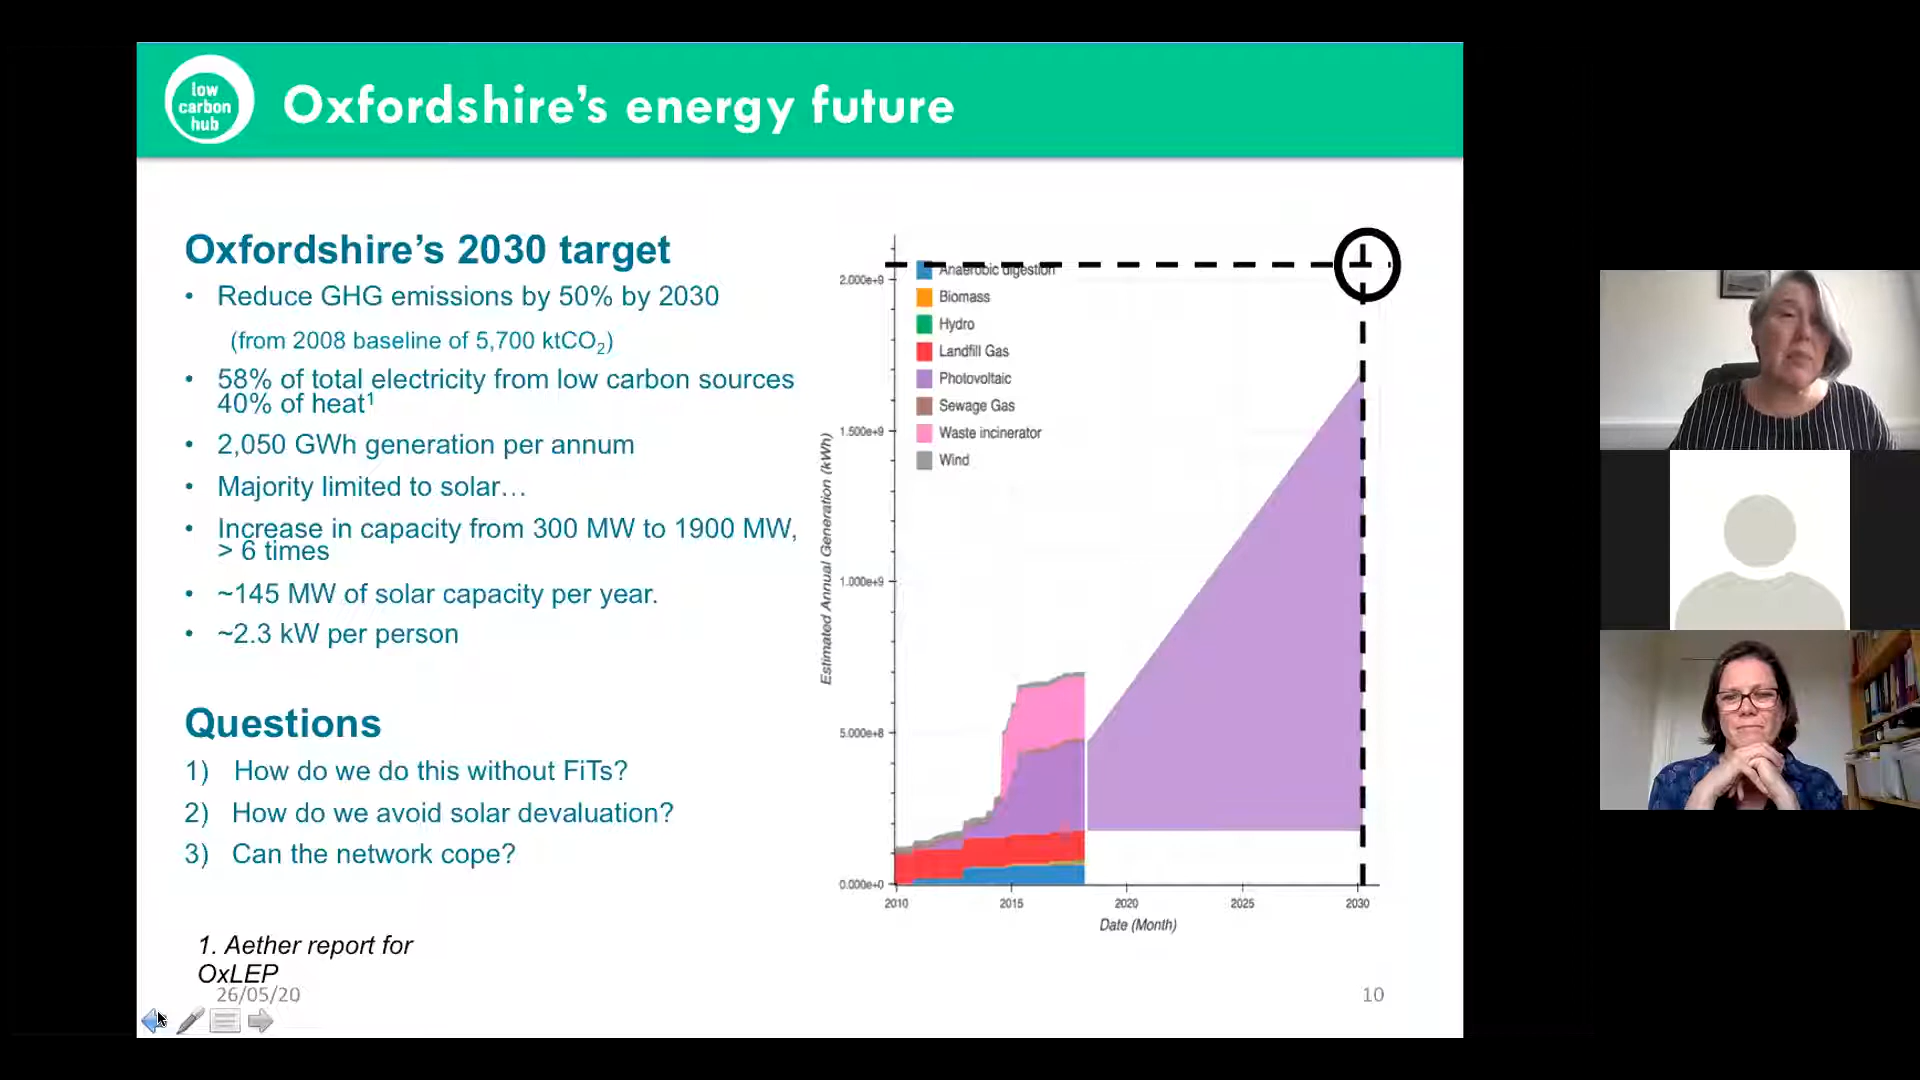 low
carbon
hub
Oxfordshire’s energy future
Oxfordshire’s 2030 target
• Reduce GHG emissions by 50% by 2030
(from 2008 baseline of 5,700 ktCO₂)
• 58% of total electricity from low carbon sources
40% of heat¹
• 2,050 GWh generation per annum
• Majority limited to solar…
• Increase in capacity from 300 MW to 1900 MW,
> 6 times
• ~145 MW of solar capacity per year.
• ~2.3 kW per person
Questions
1) How do we do this without FiTs?
2) How do we avoid solar devaluation?
3) Can the network cope?
1. Aether report for
OxLEP
26/05/20
Estimated Annual Generation (kWh)
2.000e+9
1.500e+9
1.000e+9
5.000e+8
0.000e+0
Anaerobic digestion
Biomass
Hydro
Landfill Gas
Photovoltaic
Sewage Gas
Waste incinerator
Wind
2010
2015
2020
2025
2030
Date (Month)
10